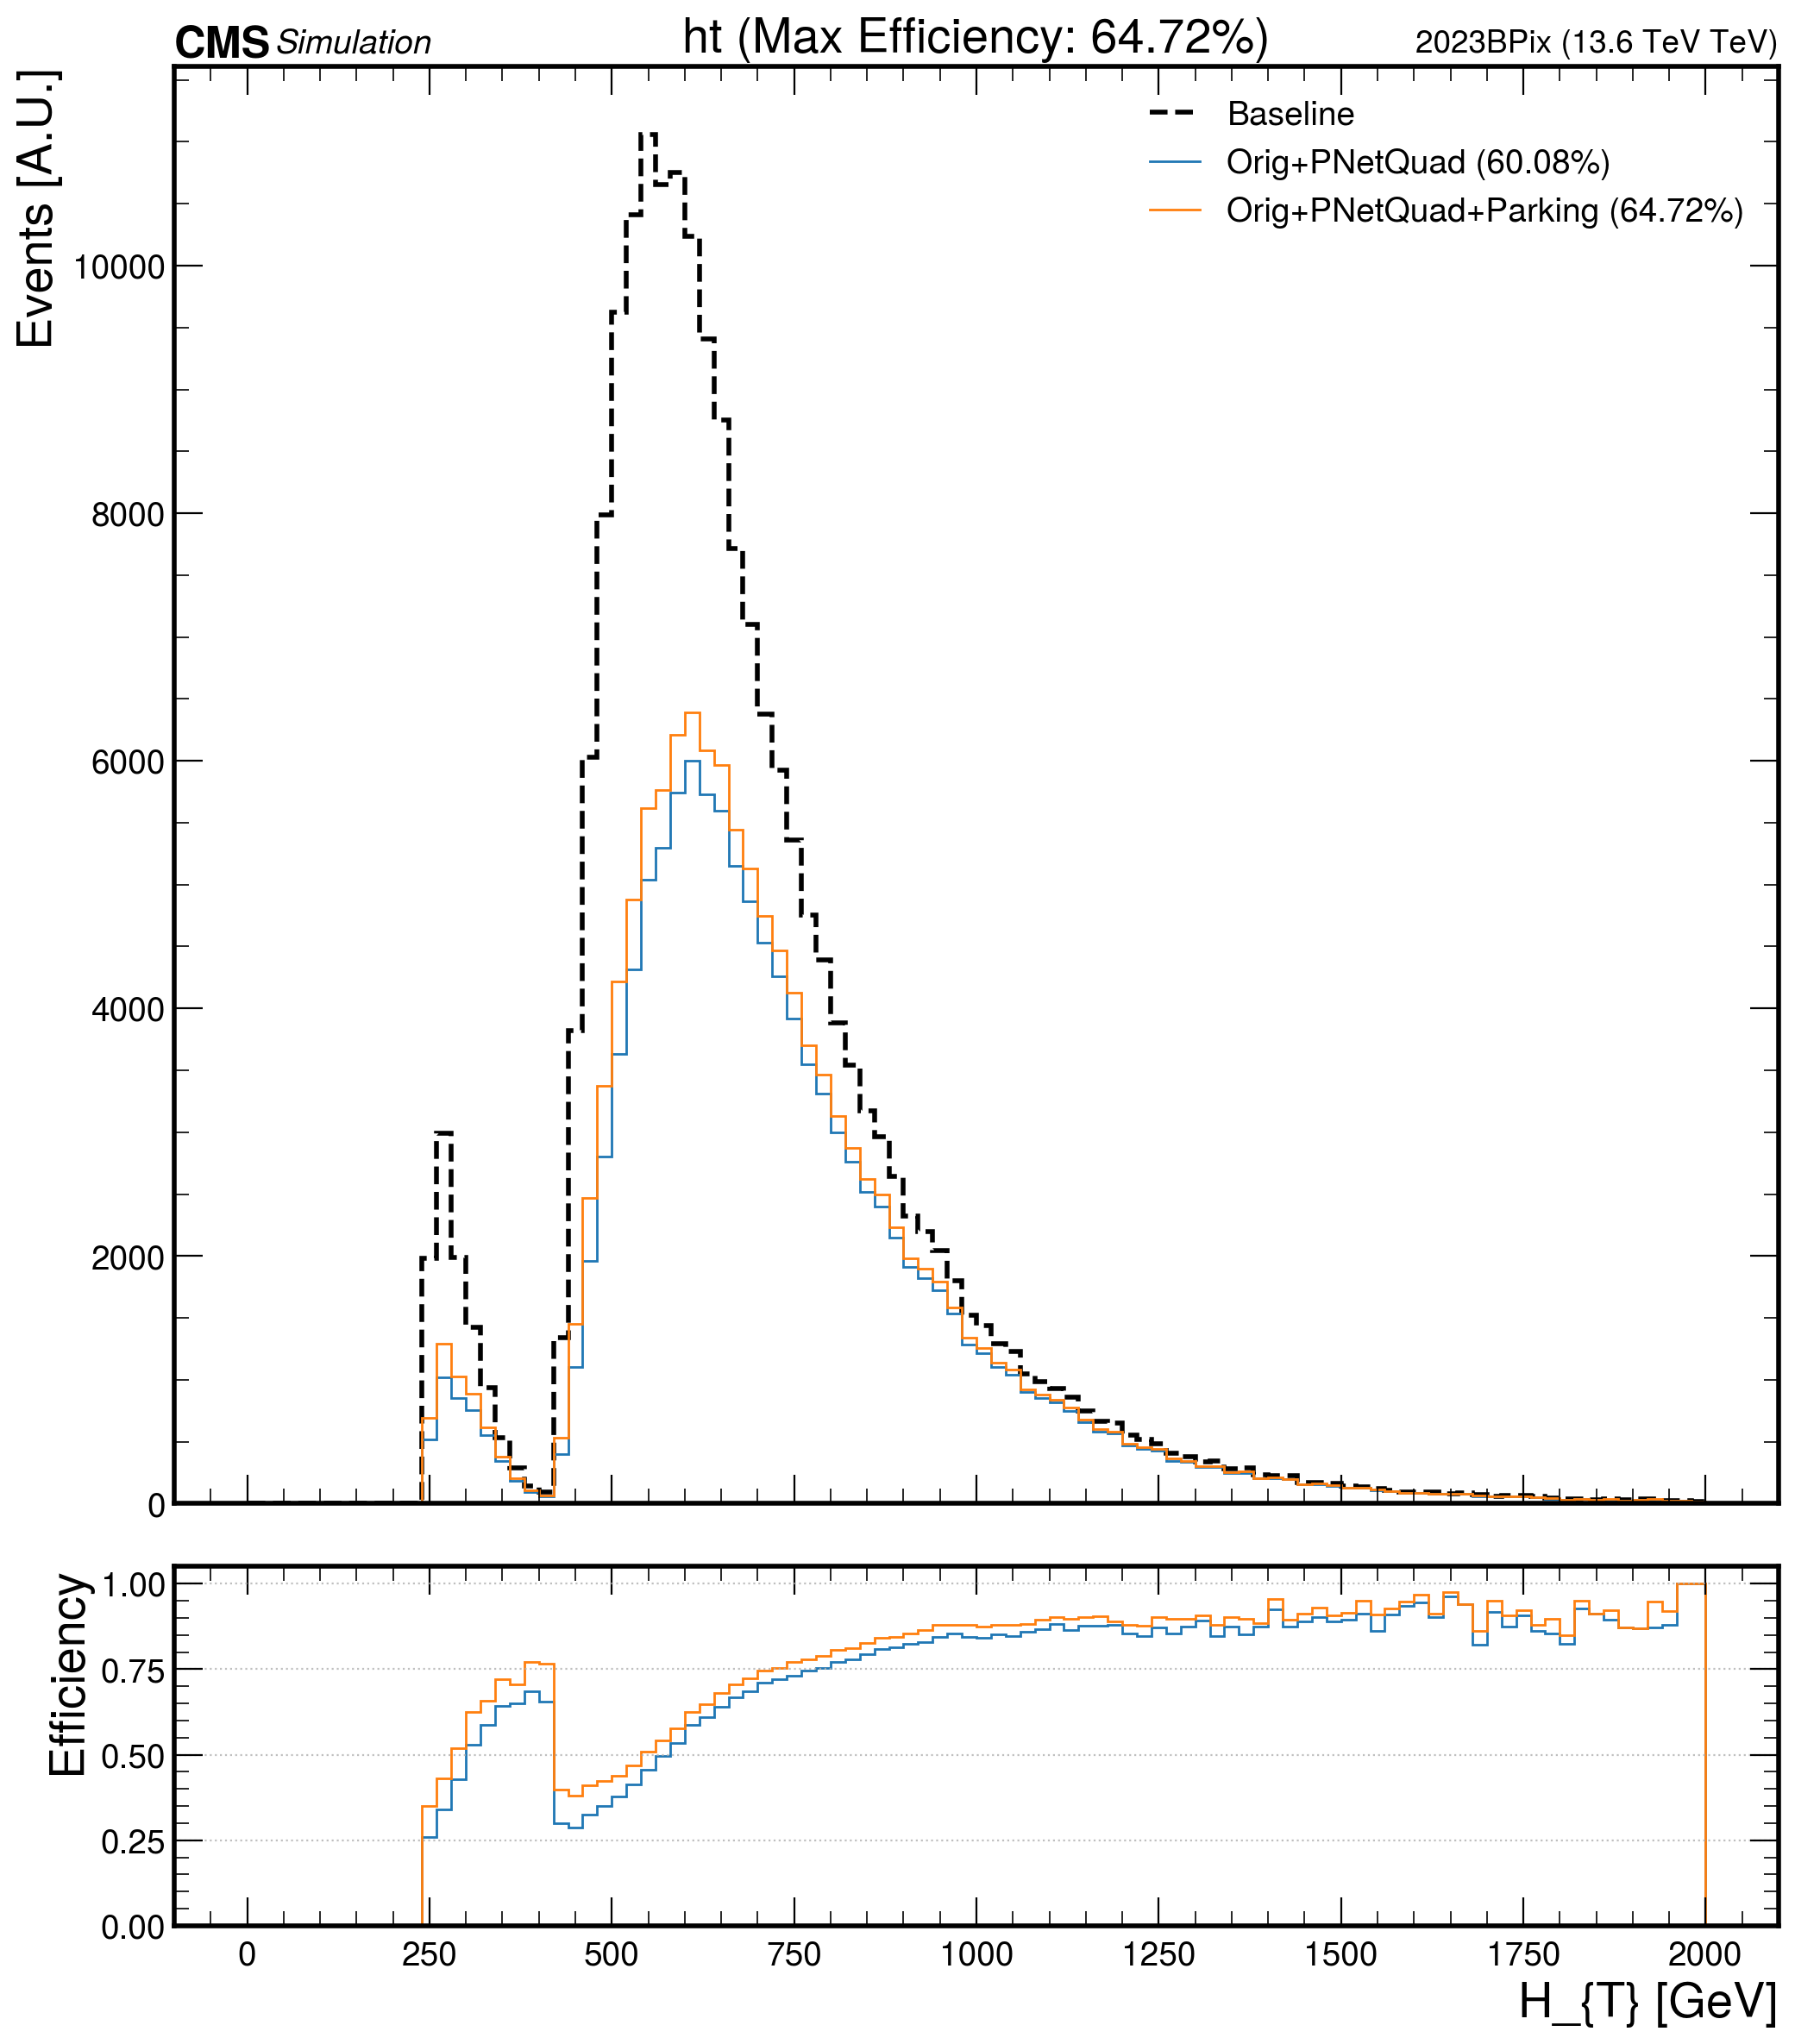 CMS Simulation
ht (Max Efficiency: 64.72%)
2023BPix (13.6 TeV TeV)
Events [A.U.]
Baseline
Orig+PNetQuad (60.08%)
Orig+PNetQuad+Parking (64.72%)
10000
8000
6000
4000
2000
0
Efficiency
1.00
0.75
0.50
0.25
0.00
0 250 500 750 1000 1250 1500 1750 2000
H_{T} [GeV]